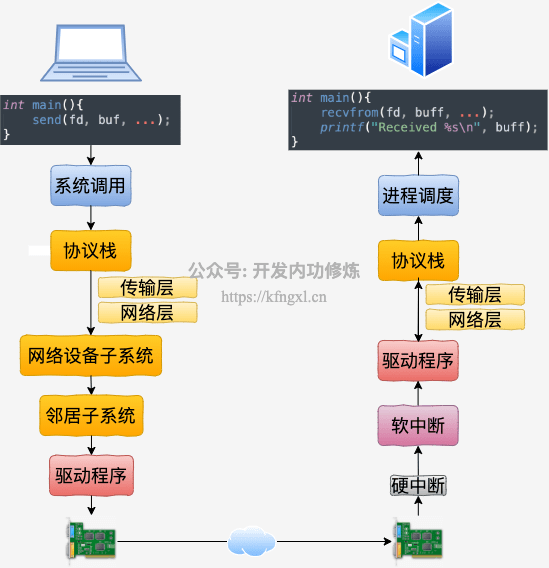 int main(){
send(fd, buf, ...);
}
系统调用
协议栈
传输层
网络层
网络设备子系统
邻居子系统
驱动程序
int main(){
recvfrom(fd, buff, ...);
printf("Received %s\n", buff);
}
进程调度
协议栈
传输层
网络层
驱动程序
软中断
硬中断
公众号: 开发内功修炼
https://kfngxl.cn